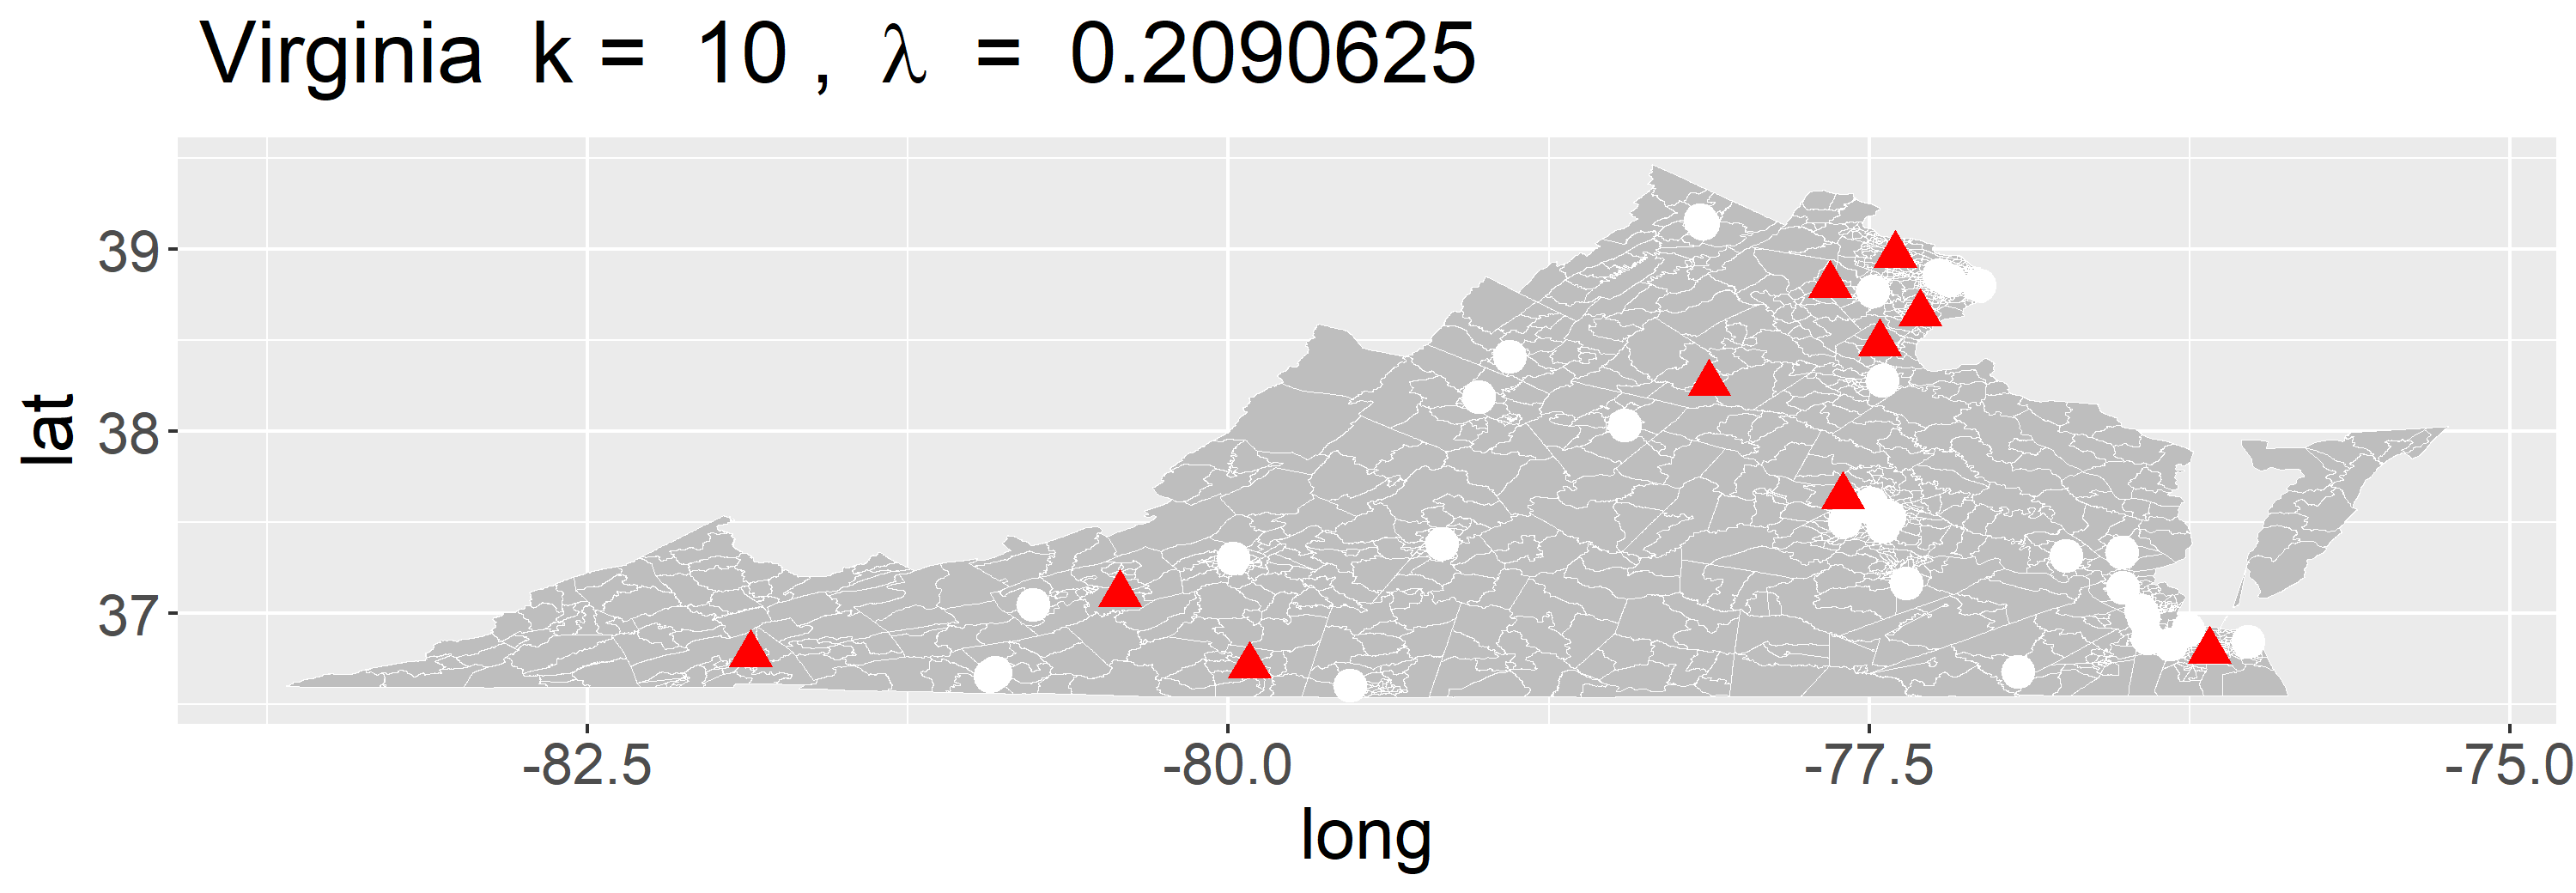 Virginia k = 10 , λ = 0.2090625
lat
39
38
37
-82.5 -80.0 -77.5 -75.0
long